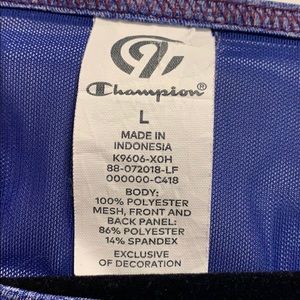 C9
Champion®
L
MADE IN
INDONESIA
K9606-X0H
88-072018-LF
000000-C418
BODY:
100% POLYESTER
MESH, FRONT AND
BACK PANEL:
86% POLYESTER
14% SPANDEX
EXCLUSIVE
OF DECORATION